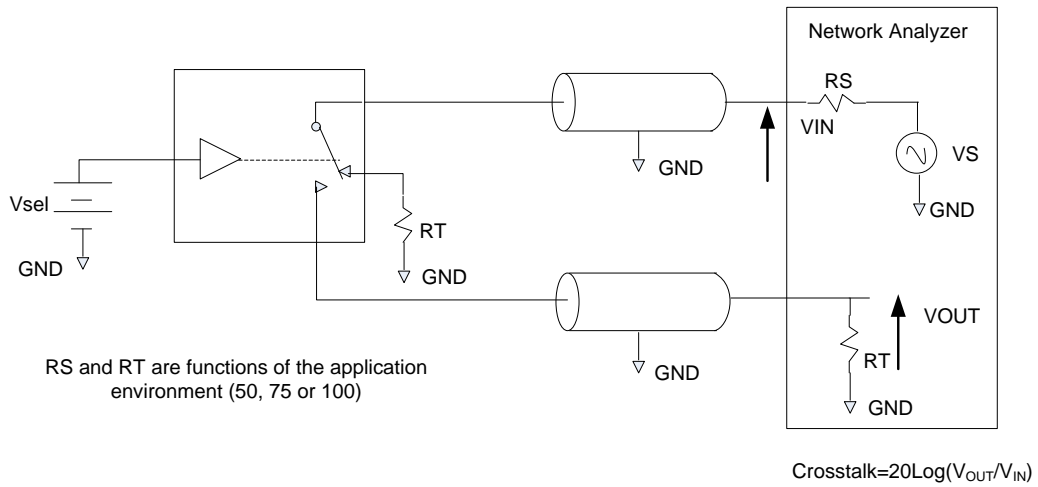 Network Analyzer
RS
VIN
VS
GND
GND
Vsel
RT
GND
GND
VOUT
RT
GND
GND
RS and RT are functions of the application
environment (50, 75 or 100)
Crosstalk=20Log(VOUT/VIN)